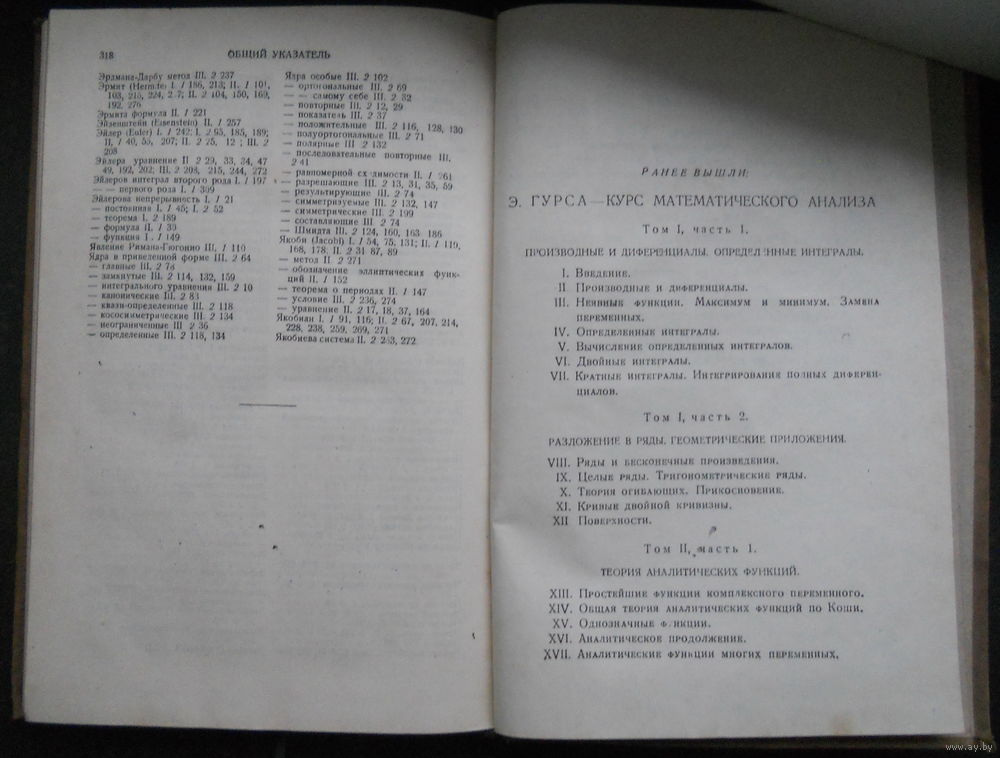 318
ОБЩИЙ УКАЗАТЕЛЬ
Эрдмана-Дарбу метод III. 2 237
Эрмит (Hermite) I. 1 186, 213; II. 1 101,
103, 215, 224, II. 2 104, 150, 169,
192, 276
Эрмита формула II. 1 221
Эйзенштейн (Eisenstein) II. 1 257
Эйлер (Euler) I. 1 242; I. 2 95, 185, 189;
II, 1 40, 55, 207; II. 2 25, III. 2
208
Эйлера уравнение II 2 29, 33, 34, 47
49, 192, 202; III. 2 208, 215, 244, 272
Эйлеров интеграл второго рода I. 1 197
— — первого рода I. 1 309
Эйлерова непрерывность I. 1 21
— постоянная I. 1 45; I. 2 52
— теорема I. 2 189
— формула II. 1 30
— функция I. 1 149
Явление Римана-Гюгонио III. 1 110
Ядра в приведенной форме III. 2 64
— главные III. 2 78
— замкнутые III. 2 114, 132, 159
— интегрального уравнения III. 2 10
— канонические III. 2 83
— квази-определенные III. 2 118
— кососимметрические III. 2 134
— неограниченные III 2 36
— определенные III. 2 118, 134
Ядра особые III. 2 102
— ортогональные III. 2 69
— — самому себе III. 2 82
— повторные III. 2 12, 29
— показатель III. 2 37
— положительные III. 2 116, 128, 130
— полуортогональные III. 2 71
— полярные III. 2 132
— последовательные повторные III.
2 41
— равномерной сходимости II. 1 261
— разрешающие III. 2 13, 31, 35, 59
— результирующие III. 2 74
— симметризуемые III. 2 132, 147
— симметрические III. 2 199
— составляющие III. 2 74
— Шмидта III. 2 124, 160, 163 186
Якоби (Jacobi) I. 1 54, 75, 131; II. 1 119,
168, 178. II. 2 31 87, 89
— метод II. 2 271
— обозначение эллиптических функ-
ций II. 1 152
— теорема о периодах II. 1 147
— условие III. 2 236, 274
— уравнение II. 2 17, 18, 37, 164
Якобиан I. 1 91, 116; II. 2 67, 207, 214,
228, 238, 259, 269, 271
Якобиева система II. 2 263, 272
РАНЕЕ ВЫШЛИ:
Э. ГУРСА — КУРС МАТЕМАТИЧЕСКОГО АНАЛИЗА
Том I, часть 1.
ПРОИЗВОДНЫЕ И ДИФЕРЕНЦИАЛЫ. ОПРЕДЕЛЕННЫЕ ИНТЕГРАЛЫ.
I. Введение.
II Производные и диференциалы.
III. Неявные функции. Максимум и минимум. Замена
переменных.
IV. Определенные интегралы.
V. Вычисление определенных интегралов.
VI. Двойные интегралы.
VII. Кратные интегралы. Интегрирование полных диферен-
циалов.
Том I, часть 2.
РАЗЛОЖЕНИЕ В РЯДЫ. ГЕОМЕТРИЧЕСКИЕ ПРИЛОЖЕНИЯ.
VIII. Ряды и бесконечные произведения.
IX. Целые ряды. Тригонометрические ряды.
X. Теория огибающих. Прикосновение.
XI. Кривые двойной кривизны.
XII Поверхности.
Том II, часть 1.
ТЕОРИЯ АНАЛИТИЧЕСКИХ ФУНКЦИЙ.
XIII. Простейшие функции комплексного переменного.
XIV. Общая теория аналитических функций по Коши.
XV. Однозначные функции.
XVI. Аналитическое продолжение.
XVII. Аналитические функции многих переменных.
www.ay.by